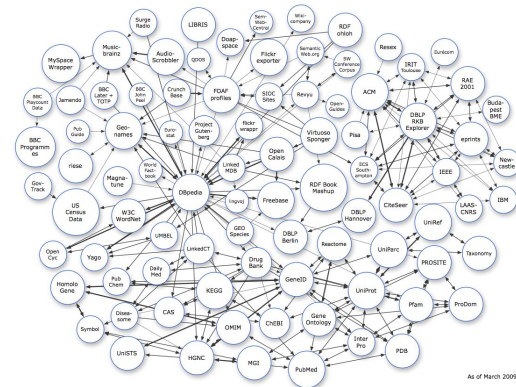 Surge
Radio
LIBRIS
Sem-
Web-
Central
Doap-
space
Wiki-
company
RDF
ohloh
Music-
brainz
Audio-
Scrobbler
QDOS
Flickr
exporter
Semantic
Web.org
SW
Conference
Corpus
Resex
IRIT
Toulouse
Eurécom
MySpace
Wrapper
BBC
Later +
TOTP
BBC
John
Peel
Crunch
Base
FOAF
profiles
SIOC
Sites
Revyu
Open-
Guides
ACM
RAE
2001
BBC
Playcount
Data
Jamendo
DBLP
RKB
Explorer
Buda-
pest
BME
Pub
Guide
Geo-
names
Euro-
stat
Project
Guten-
berg
flickr
wrappr
Virtuoso
Sponger
Pisa
eprints
BBC
Programm
es
riese
World
Fact-
book
Linked
MDB
Open
Calais
ECS
South-
ampton
IEEE
New-
castle
Gov-
Track
Magna-
tune
DBpedia
lingvoj
Freebase
RDF Book
Mashup
CiteSeer
LAAS-
CNRS
IBM
US
Census
Data
W3C
WordNet
GEO
Species
DBLP
Berlin
DBLP
Hannover
UniRef
UMBEL
Open
Cyc
Yago
LinkedCT
Reactome
UniParc
Taxonomy
Daily
Med
Drug
Bank
PROSITE
Homolo
Gene
Pub
Chem
KEGG
GeneID
UniProt
Pfam
ProDom
Disea-
some
CAS
ChEBI
Gene
Ontology
Symbol
OMIM
Inter
Pro
UniSTS
HGNC
MGI
PubMed
PDB
As of March 2009